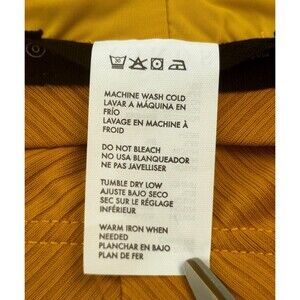 30
MACHINE WASH COLD
LAVAR A MÁQUINA EN
FRÍO
LAVAGE EN MACHINE À
FROID
DO NOT BLEACH
NO USA BLANQUEADOR
NE PAS JAVELLISER
TUMBLE DRY LOW
AJUSTE BAJO SECO
SEC SUR LE RÉGLAGE
INFÉRIEUR
WARM IRON WHEN
NEEDED
PLANCHAR EN BAJO
PLAN DE FER